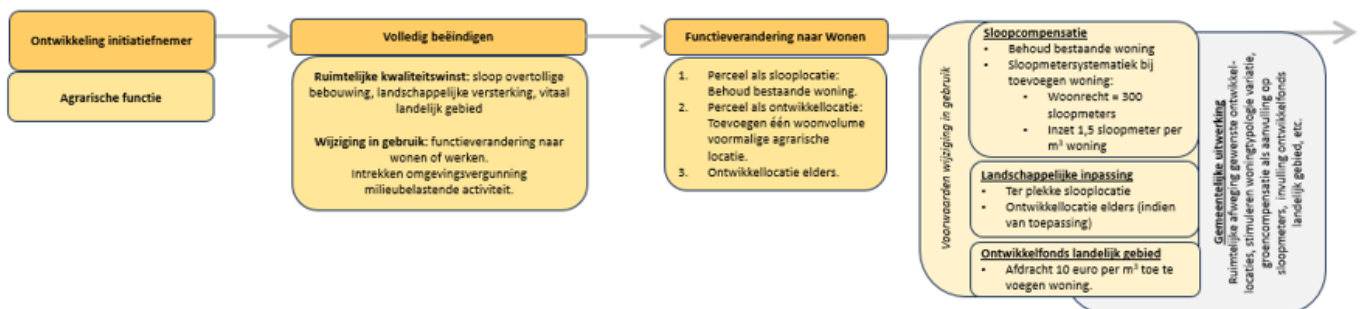 Ontwikkeling initiatiefnemer
Agrarische functie
Volledig beëindigen
Ruimtelijke kwaliteitswinst: sloop overtollige
bebouwing, landschappelijke versterking, vitaal
landelijk gebied
Wijziging in gebruik: functieverandering naar
wonen of werken.
Intrekken omgevingsvergunning
milieubelastende activiteit.
Functieverandering naar Wonen
1. Perceel als slooplocatie:
Behoud bestaande woning.
2. Perceel als ontwikkellocatie:
Toevoegen één woonvolume
voormalige agrarische
locatie.
3. Ontwikkellocatie elders.
Voorwaarden wijziging in gebruik
Sloopcompensatie
• Behoud bestaande woning
• Sloopmetersystematiek bij
toevoegen woning:
• Woonrecht = 300
sloopmeters
• Inzet 1,5 sloopmeter per
m³ woning
Landschappelijke inpassing
• Ter plekke slooplocatie
• Ontwikkellocatie elders (indien
van toepassing)
Ontwikkelfonds landelijk gebied
• Afdracht 10 euro per m³ toe te
voegen woning.
Gemeentelijke uitwerking
Ruimtelijke afweging gewenste ontwikkel-
locaties, stimuleren woningtypologie variatie,
groencompensatie als aanvulling op
sloopmeters, invulling ontwikkelfonds
landelijk gebied, etc.